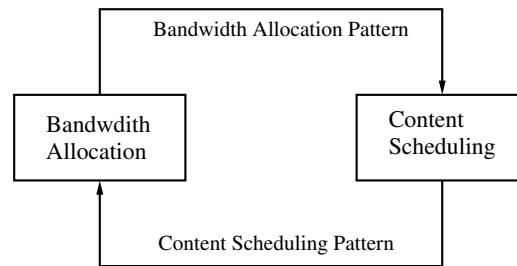 Bandwidth Allocation Pattern
Bandwdith
Allocation
Content
Scheduling
Content Scheduling Pattern